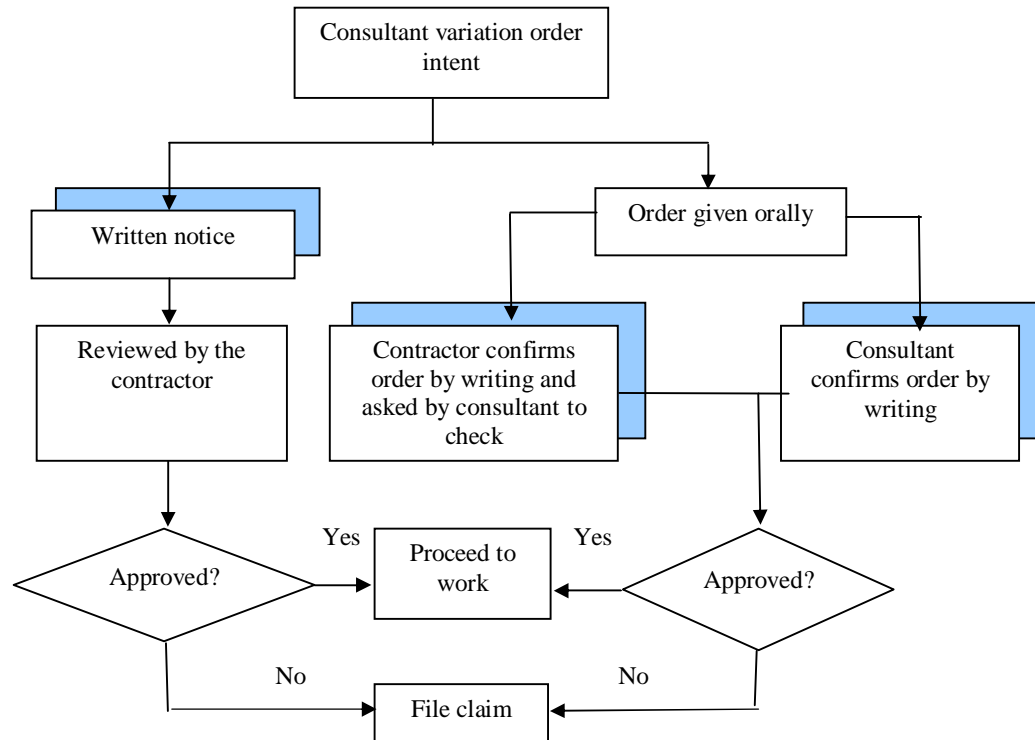 Consultant variation order
intent
Written notice
Order given orally
Reviewed by the
contractor
Contractor confirms
order by writing and
asked by consultant to
check
Consultant
confirms order by
writing
Approved?
Yes
Proceed to
work
Yes
Approved?
No
File claim
No